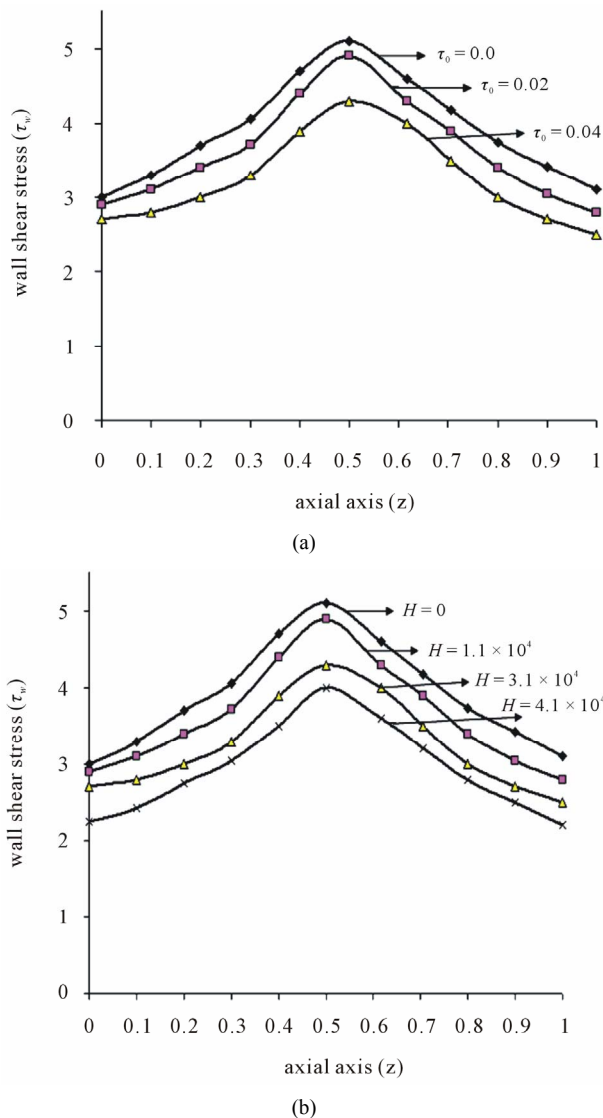 5
4
3
2
1
0
wall shear stress (τw)
τ0 = 0.0
τ0 = 0.02
τ0 = 0.04
0 0.1 0.2 0.3 0.4 0.5 0.6 0.7 0.8 0.9 1
axial axis (z)
(a)
5
4
3
2
1
0
wall shear stress (τw)
H = 0
H = 1.1 × 10⁴
H = 3.1 × 10⁴
H = 4.1 × 10⁴
0 0.1 0.2 0.3 0.4 0.5 0.6 0.7 0.8 0.9 1
axial axis (z)
(b)